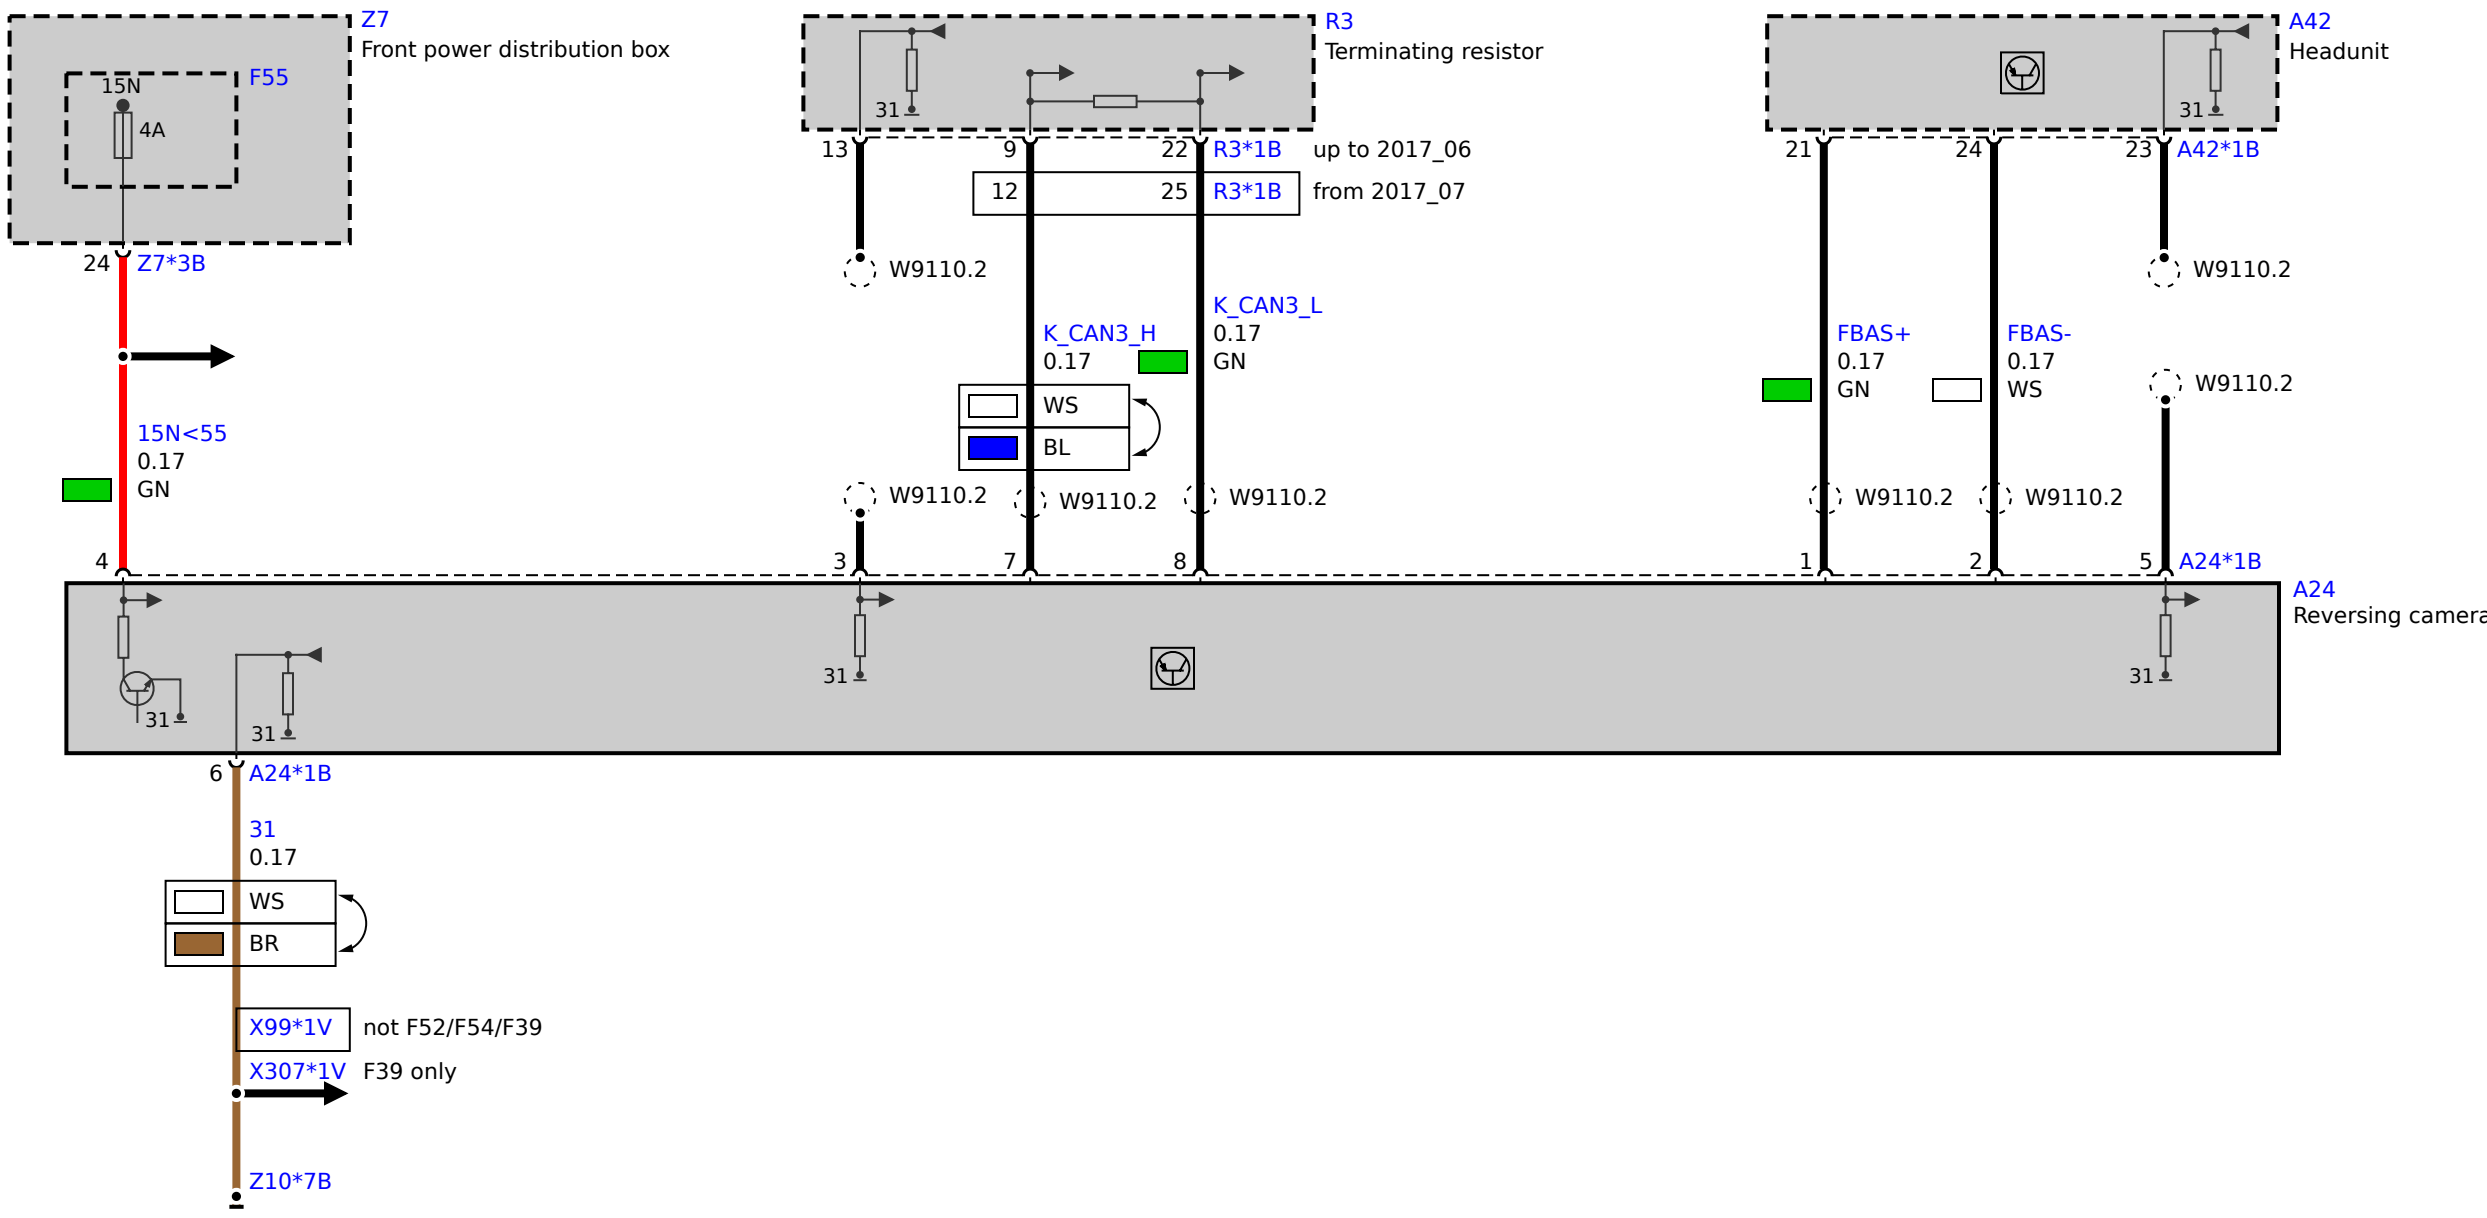 Z7
Front power distribution box
F55
15N
4A
24 Z7*3B
15N<55
0.17
GN
R3
Terminating resistor
31
13 9 22 R3*1B up to 2017_06
12 25 R3*1B from 2017_07
W9110.2
K_CAN3_H
0.17
WS
BL
K_CAN3_L
0.17
GN
W9110.2
W9110.2
W9110.2
A42
Headunit
31
21 24 23 A42*1B
W9110.2
FBAS+
0.17
GN
FBAS-
0.17
WS
W9110.2
W9110.2
W9110.2
4 3 7 8 1 2 5 A24*1B
A24
Reversing camera
31
31
31
31
6 A24*1B
31
0.17
WS
BR
X99*1V not F52/F54/F39
X307*1V F39 only
Z10*7B